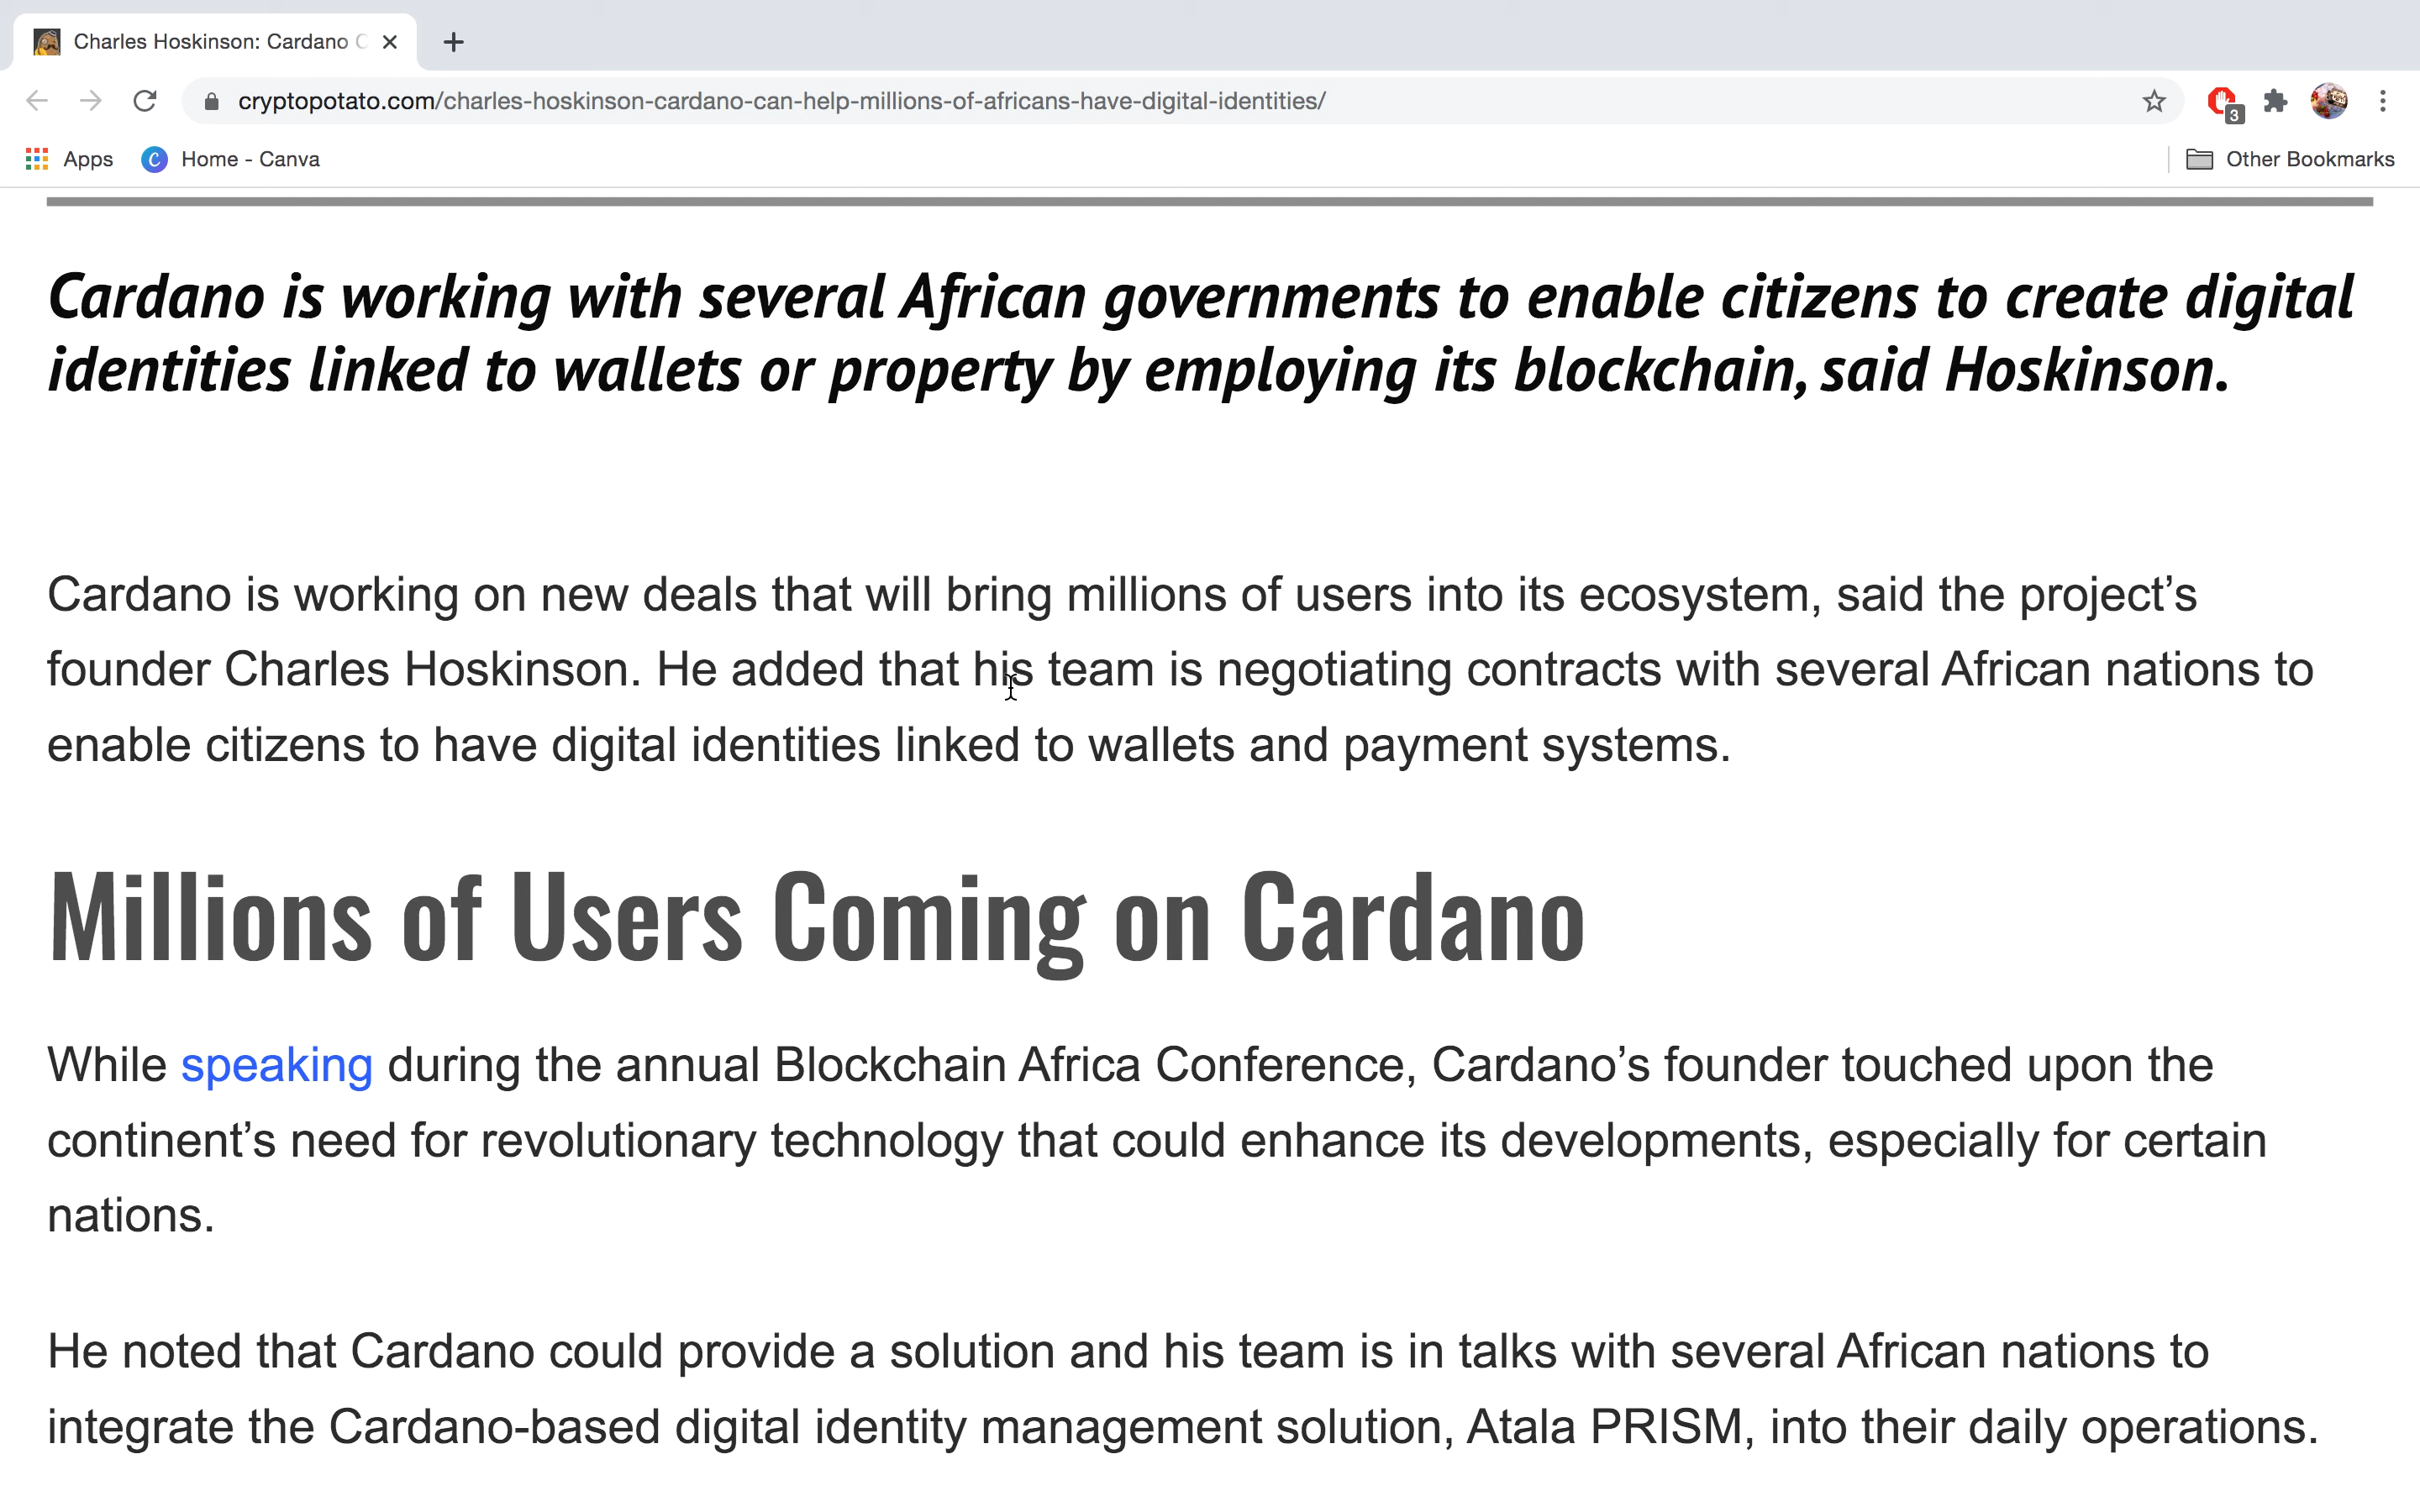 Charles Hoskinson: Cardano
cryptopotato.com/charles-hoskinson-cardano-can-help-millions-of-africans-have-digital-identities/
3
Apps
Home - Canva
Other Bookmarks
Cardano is working with several African governments to enable citizens to create digital
identities linked to wallets or property by employing its blockchain, said Hoskinson.
Cardano is working on new deals that will bring millions of users into its ecosystem, said the project’s
founder Charles Hoskinson. He added that his team is negotiating contracts with several African nations to
enable citizens to have digital identities linked to wallets and payment systems.
Millions of Users Coming on Cardano
While speaking during the annual Blockchain Africa Conference, Cardano’s founder touched upon the
continent’s need for revolutionary technology that could enhance its developments, especially for certain
nations.
He noted that Cardano could provide a solution and his team is in talks with several African nations to
integrate the Cardano-based digital identity management solution, Atala PRISM, into their daily operations.